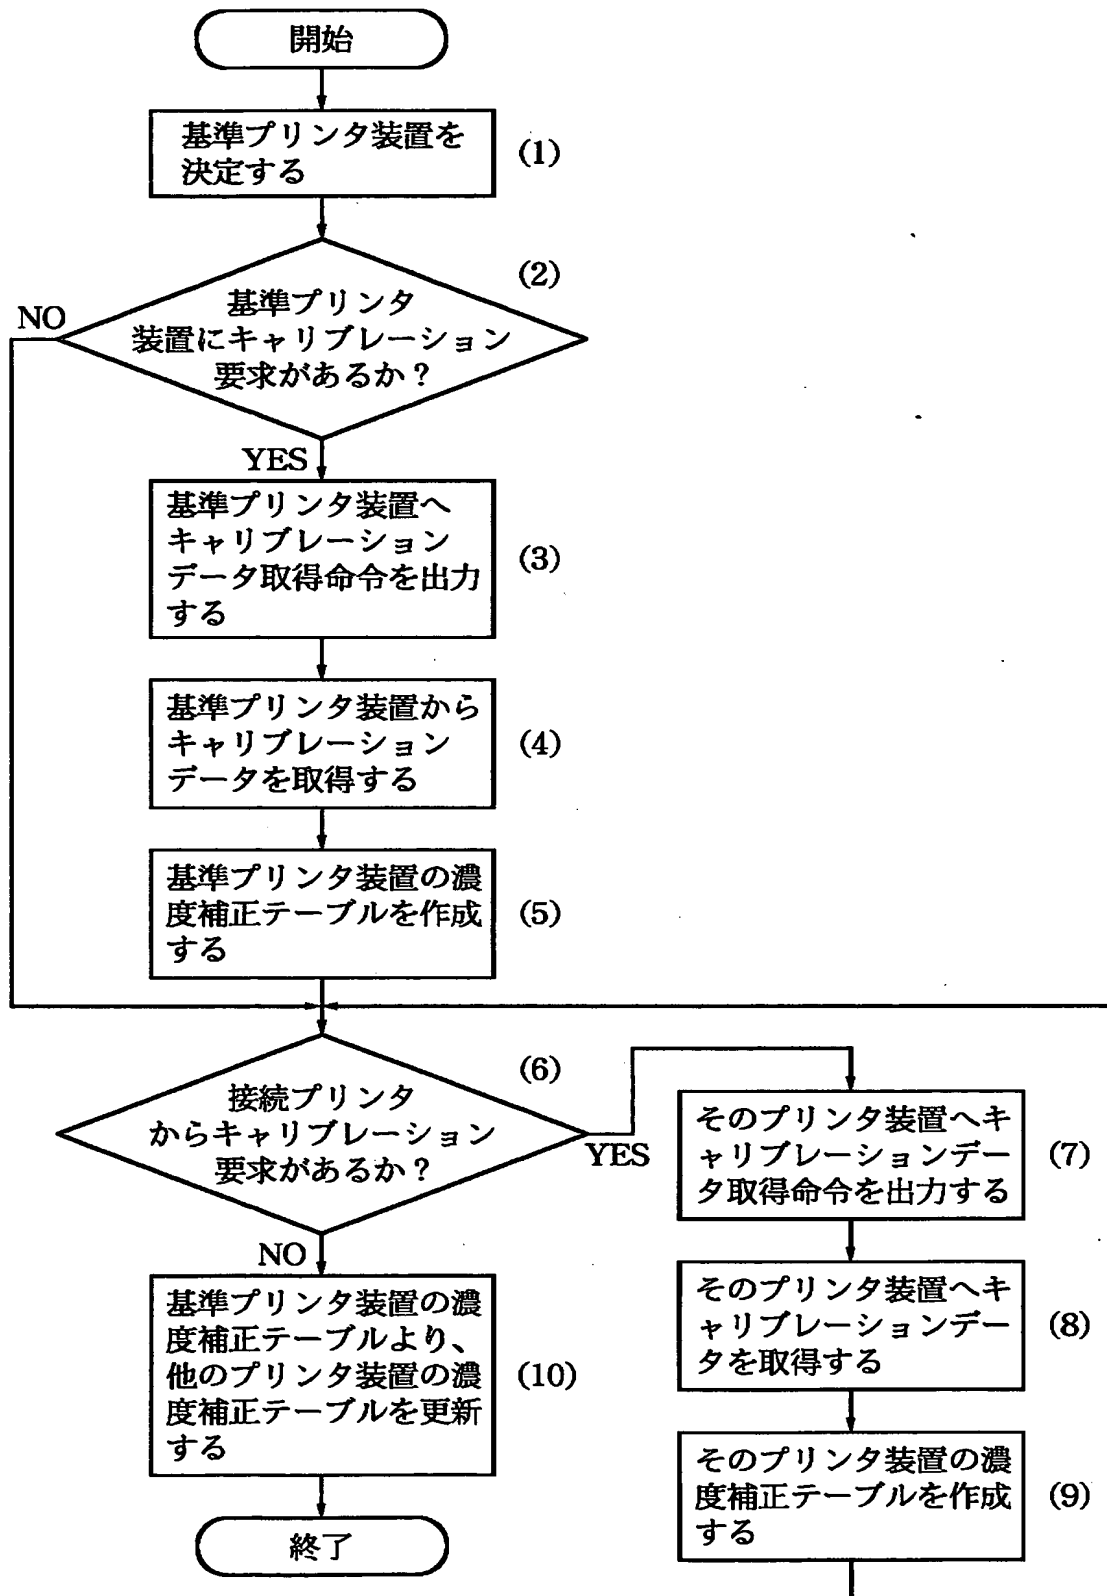 開始
基準プリンタ装置を
決定する
(1)
(2)
基準プリンタ
装置にキャリブレーション
要求があるか？
NO
YES
基準プリンタ装置へ
キャリブレーション
データ取得命令を出力
する
(3)
基準プリンタ装置から
キャリブレーション
データを取得する
(4)
基準プリンタ装置の濃
度補正テーブルを作成
する
(5)
(6)
接続プリンタ
からキャリブレーション
要求があるか？
YES
NO
そのプリンタ装置へキ
ャリブレーションデー
タ取得命令を出力する
(7)
そのプリンタ装置へキ
ャリブレーションデー
タを取得する
(8)
そのプリンタ装置の濃
度補正テーブルを作成
する
(9)
基準プリンタ装置の濃
度補正テーブルより、
他のプリンタ装置の濃
度補正テーブルを更新
する
(10)
終了